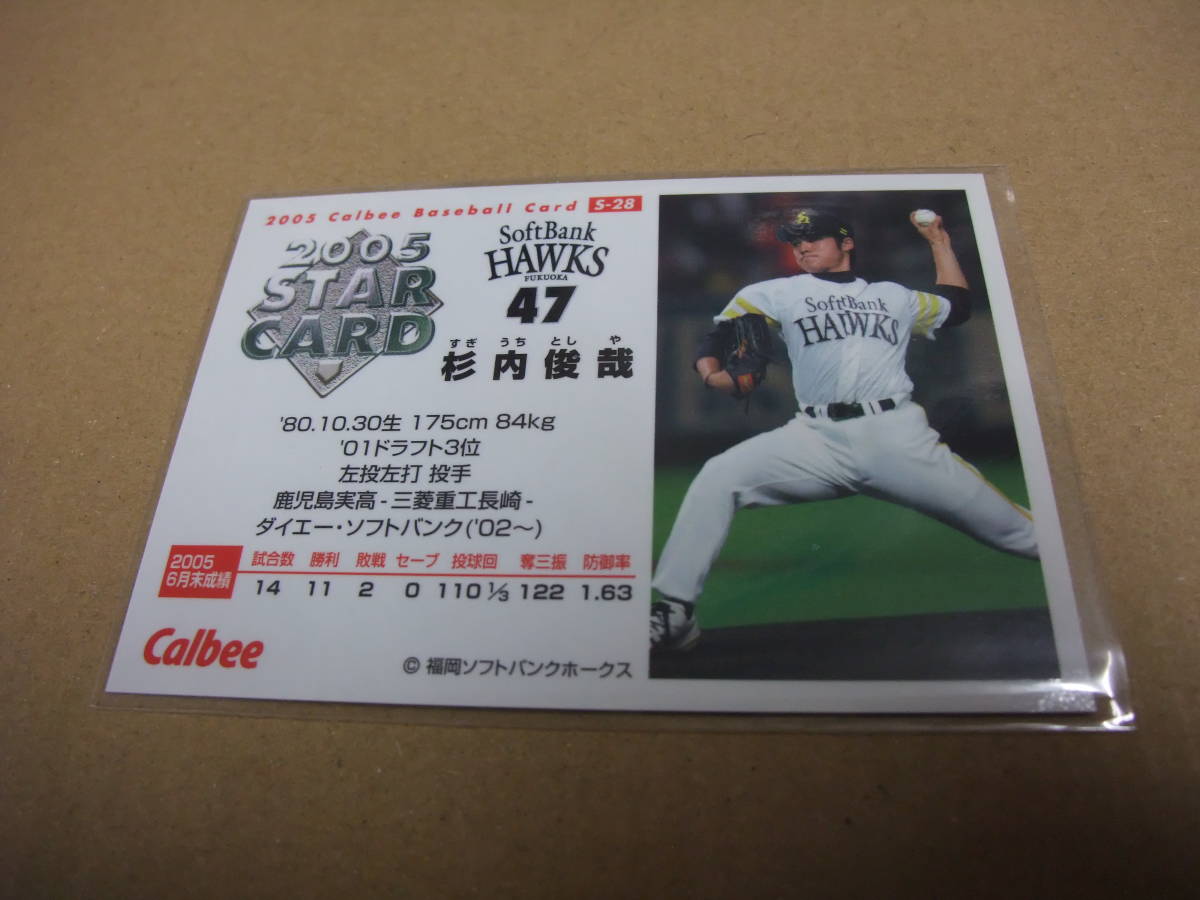 2005 Calbee Baseball Card S-28
2005
STAR
CARD
SoftBank
HAWKS
FUKUOKA
47
すぎ うち とし や
杉内俊哉
'80.10.30生 175cm 84kg
'01ドラフト3位
左投左打 投手
鹿児島実高-三菱重工長崎-
ダイエー・ソフトバンク('02～)
2005
6月末成績
試合数 勝利 敗戦 セーブ 投球回 奪三振 防御率
14 11 2 0 110 1/3 122 1.63
Calbee
© 福岡ソフトバンクホークス
SoftBank
HAWKS